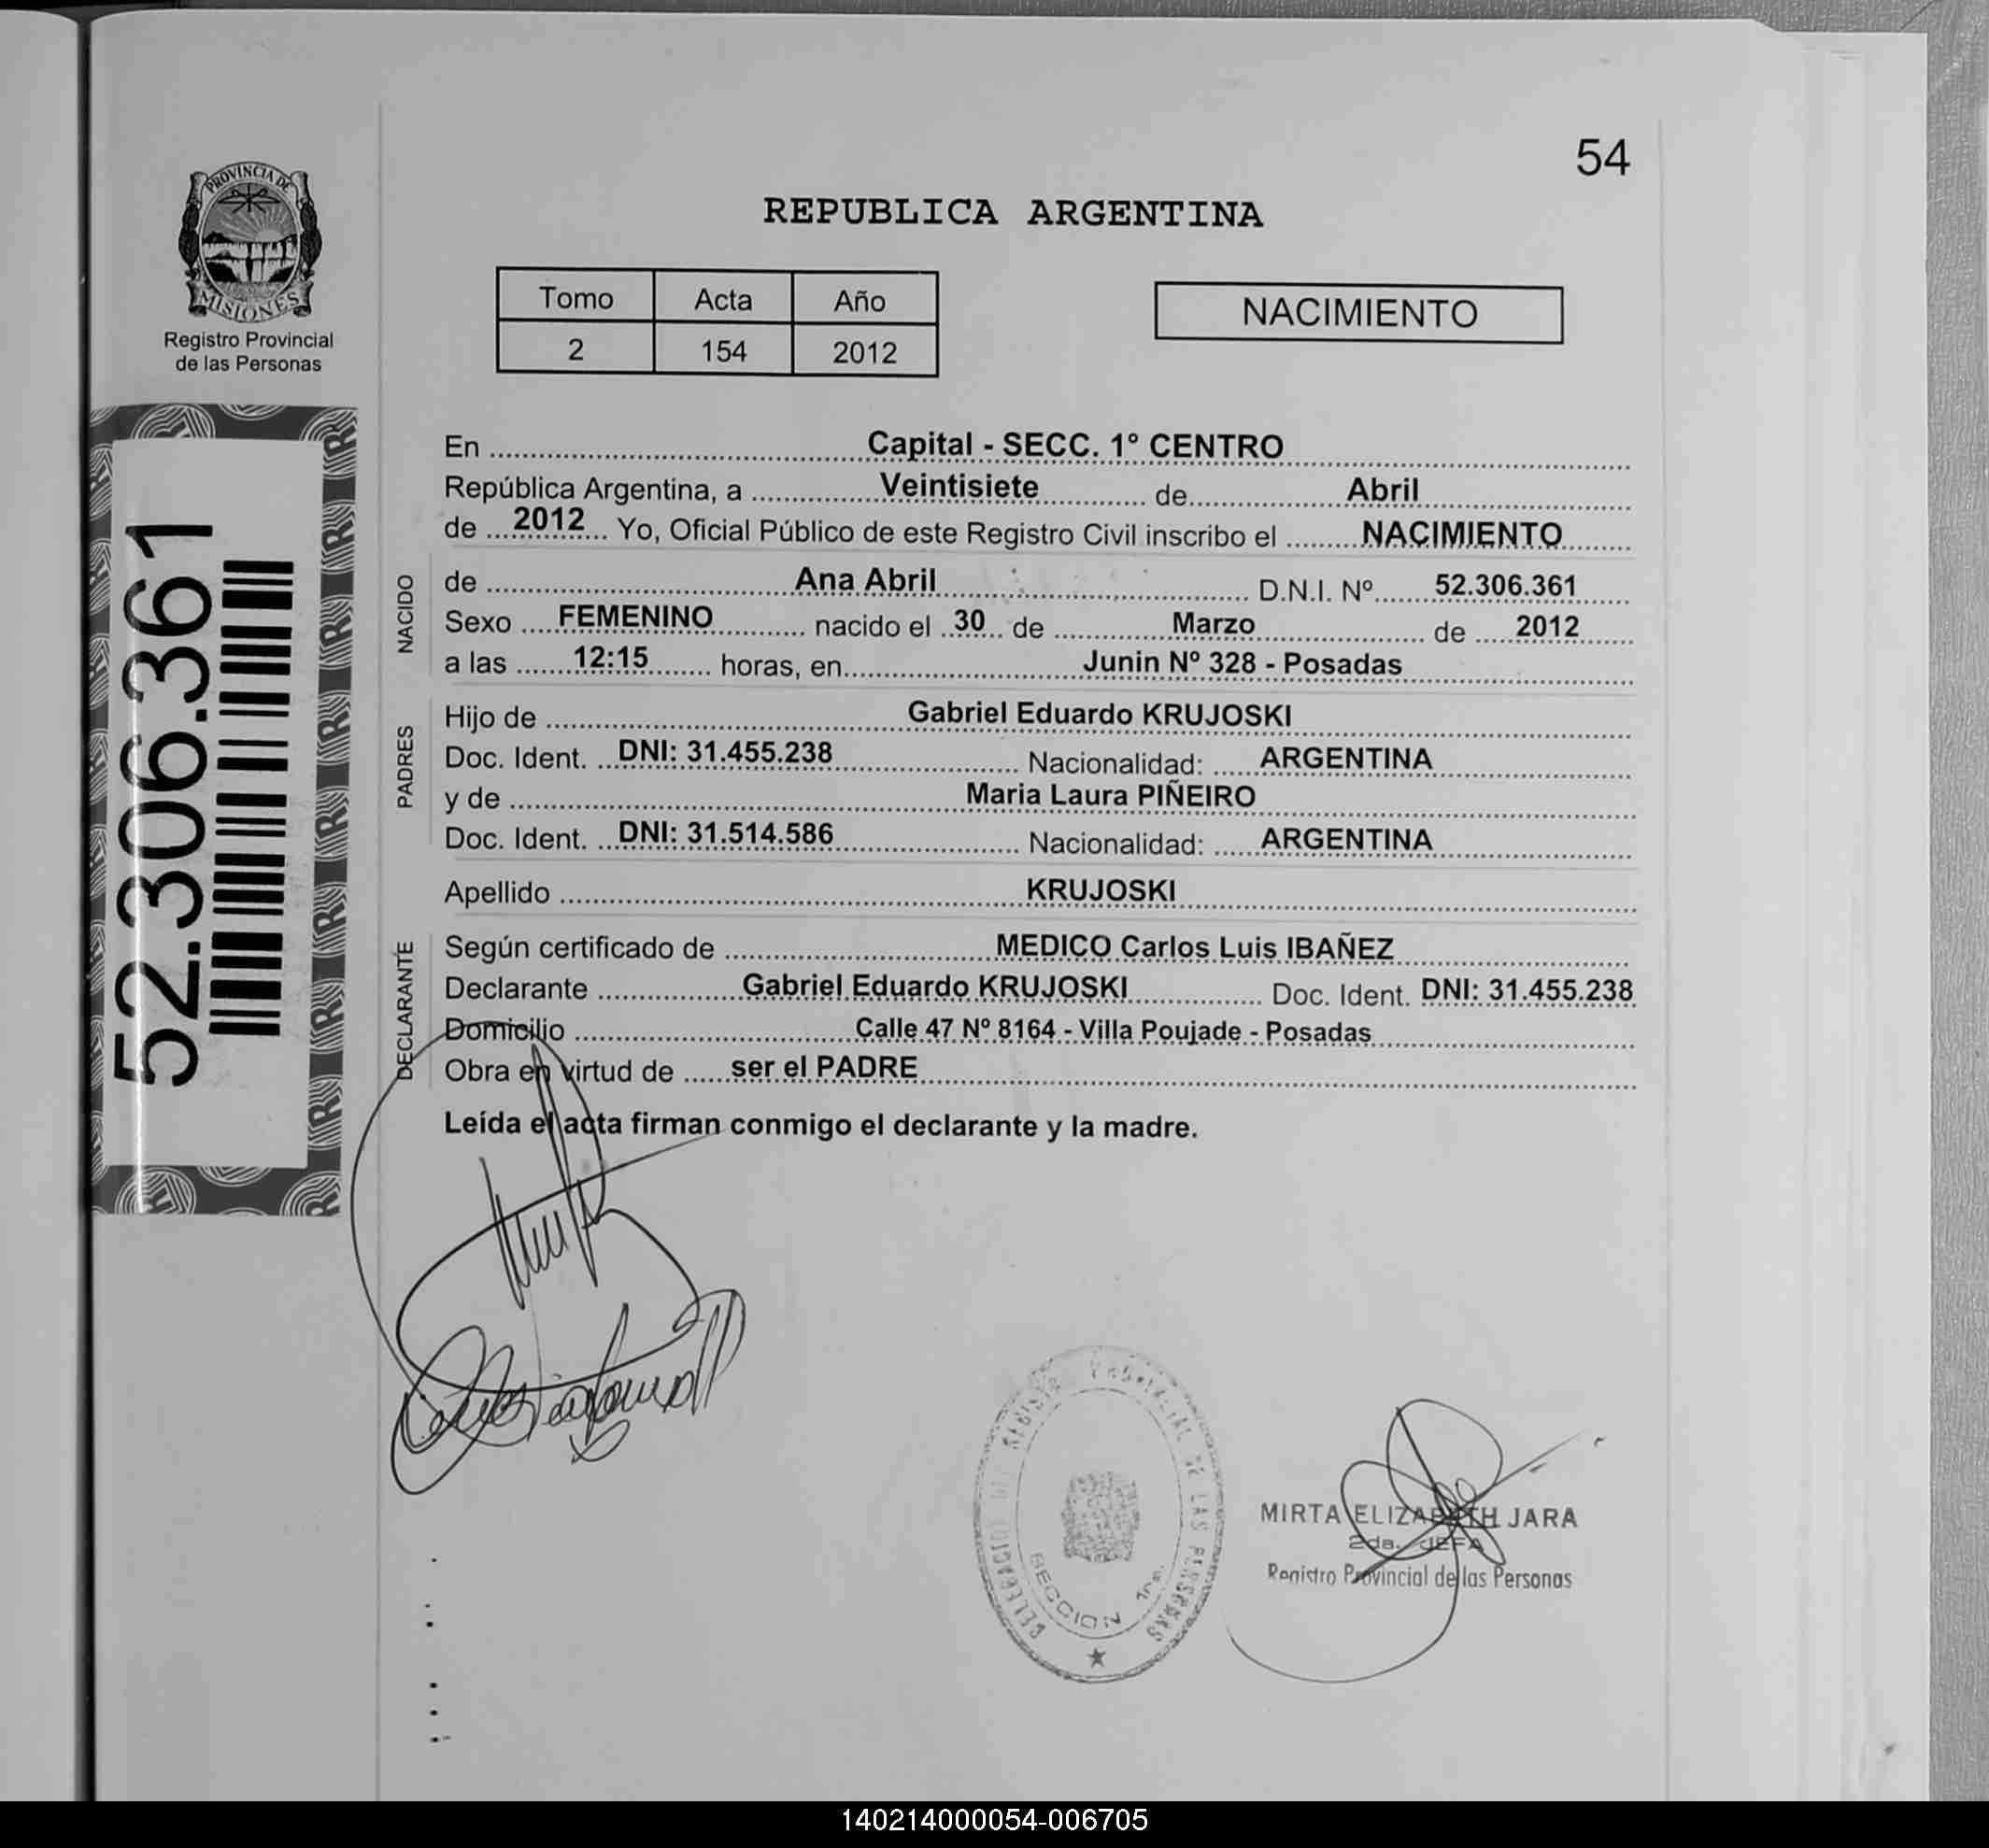 54
PROVINCIA DE
MISIONES
Registro Provincial
de las Personas
REPUBLICA ARGENTINA
Tomo Acta Año
2 154 2012
NACIMIENTO
52.306.361
En Capital - SECC. 1º CENTRO
República Argentina, a Veintisiete de Abril
de 2012 Yo, Oficial Público de este Registro Civil inscribo el NACIMIENTO
NACIDO
de Ana Abril D.N.I. Nº 52.306.361
Sexo FEMENINO nacido el 30 de Marzo de 2012
a las 12:15 horas, en Junin Nº 328 - Posadas
PADRES
Hijo de Gabriel Eduardo KRUJOSKI
Doc. Ident. DNI: 31.455.238 Nacionalidad: ARGENTINA
y de Maria Laura PIÑEIRO
Doc. Ident. DNI: 31.514.586 Nacionalidad: ARGENTINA
Apellido KRUJOSKI
DECLARANTE
Según certificado de MEDICO Carlos Luis IBAÑEZ
Declarante Gabriel Eduardo KRUJOSKI Doc. Ident. DNI: 31.455.238
Domicilio Calle 47 Nº 8164 - Villa Poujade - Posadas
Obra en virtud de ser el PADRE
Leída el acta firman conmigo el declarante y la madre.
DE LAS PERSONAS
SECCION 1ra.
MIRTA ELIZABETH JARA
2da. JEFA
Registro Provincial de las Personas
140214000054-006705